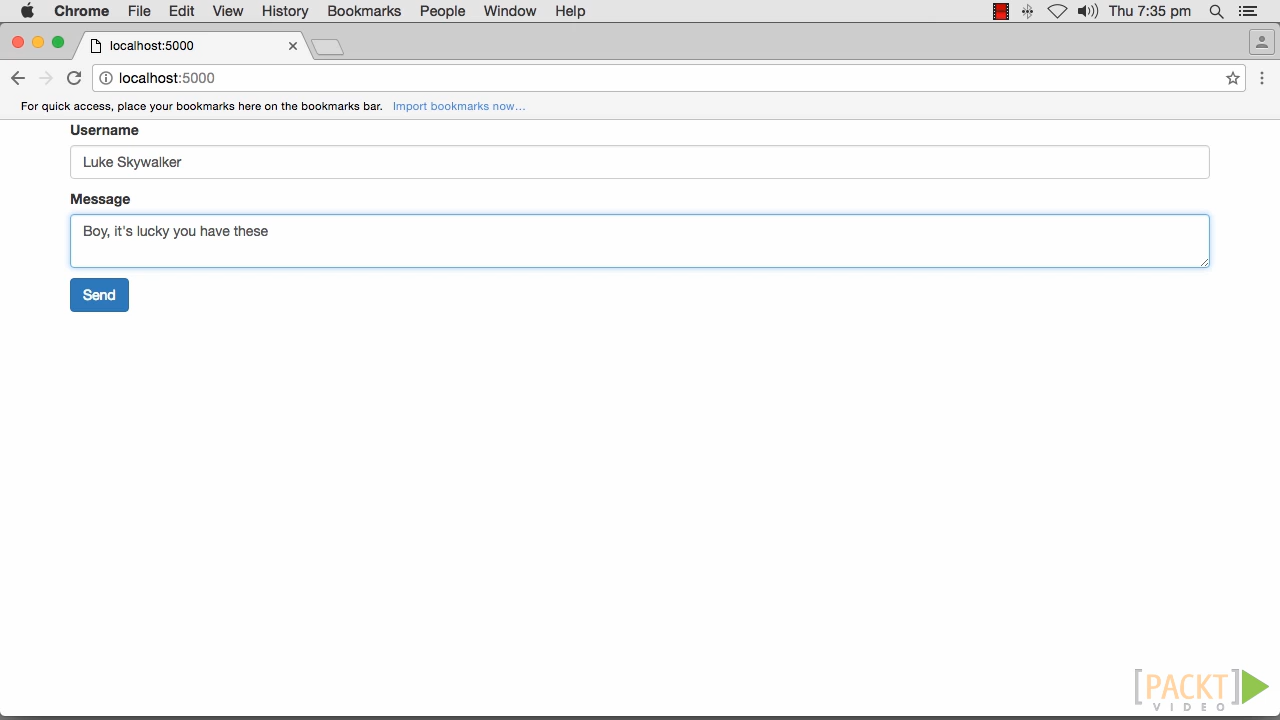 Chrome File Edit View History Bookmarks People Window Help Thu 7:35 pm
localhost:5000
localhost:5000
For quick access, place your bookmarks here on the bookmarks bar. Import bookmarks now...
Username
Luke Skywalker
Message
Boy, it's lucky you have these
Send
[PACKT]
VIDEO